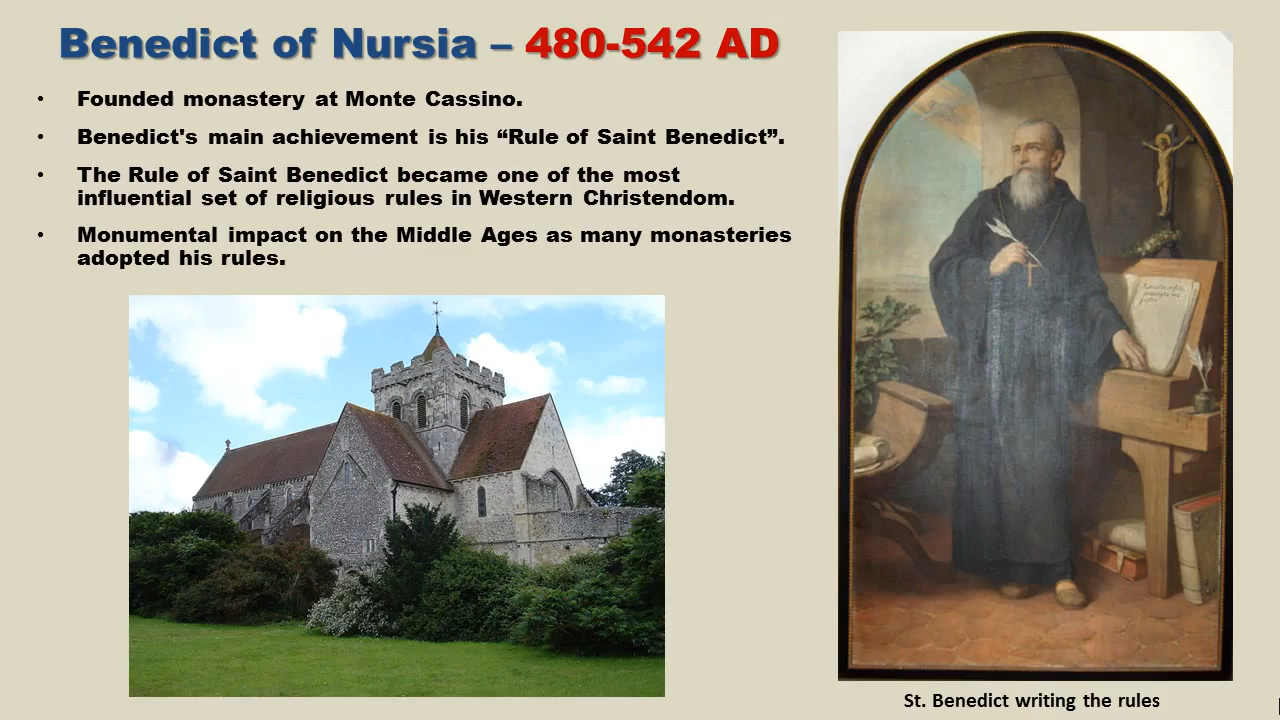 Benedict of Nursia – 480-542 AD
• Founded monastery at Monte Cassino.
• Benedict's main achievement is his “Rule of Saint Benedict”.
• The Rule of Saint Benedict became one of the most
influential set of religious rules in Western Christendom.
• Monumental impact on the Middle Ages as many monasteries
adopted his rules.
St. Benedict writing the rules